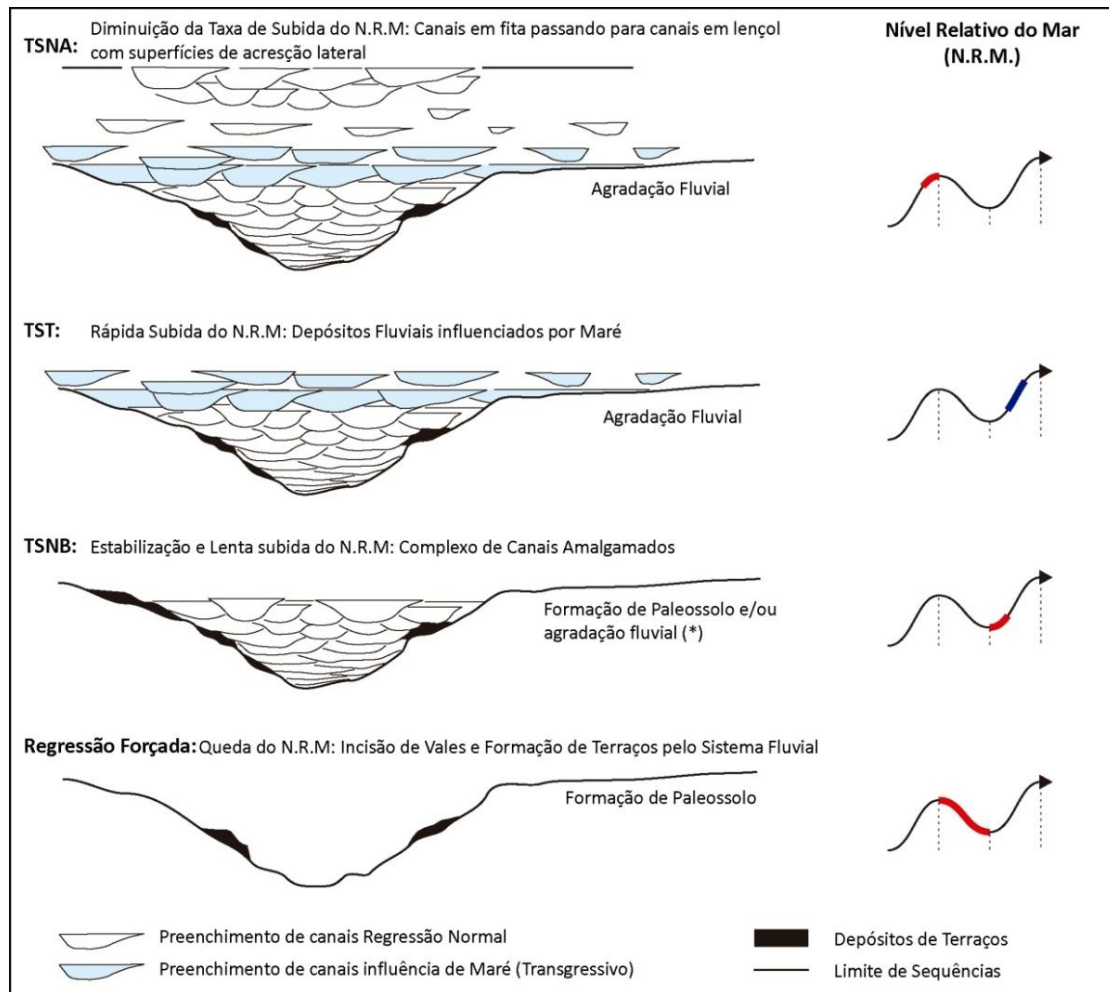 TSNA: Diminuição da Taxa de Subida do N.R.M: Canais em fita passando para canais em lençol
com superfícies de acresção lateral
Nível Relativo do Mar
(N.R.M.)
Agradação Fluvial
TST: Rápida Subida do N.R.M: Depósitos Fluviais influenciados por Maré
Agradação Fluvial
TSNB: Estabilização e Lenta subida do N.R.M: Complexo de Canais Amalgamados
Formação de Paleossolo e/ou
agradação fluvial (*)
Regressão Forçada: Queda do N.R.M: Incisão de Vales e Formação de Terraços pelo Sistema Fluvial
Formação de Paleossolo
Preenchimento de canais Regressão Normal
Preenchimento de canais influência de Maré (Transgressivo)
Depósitos de Terraços
Limite de Sequências